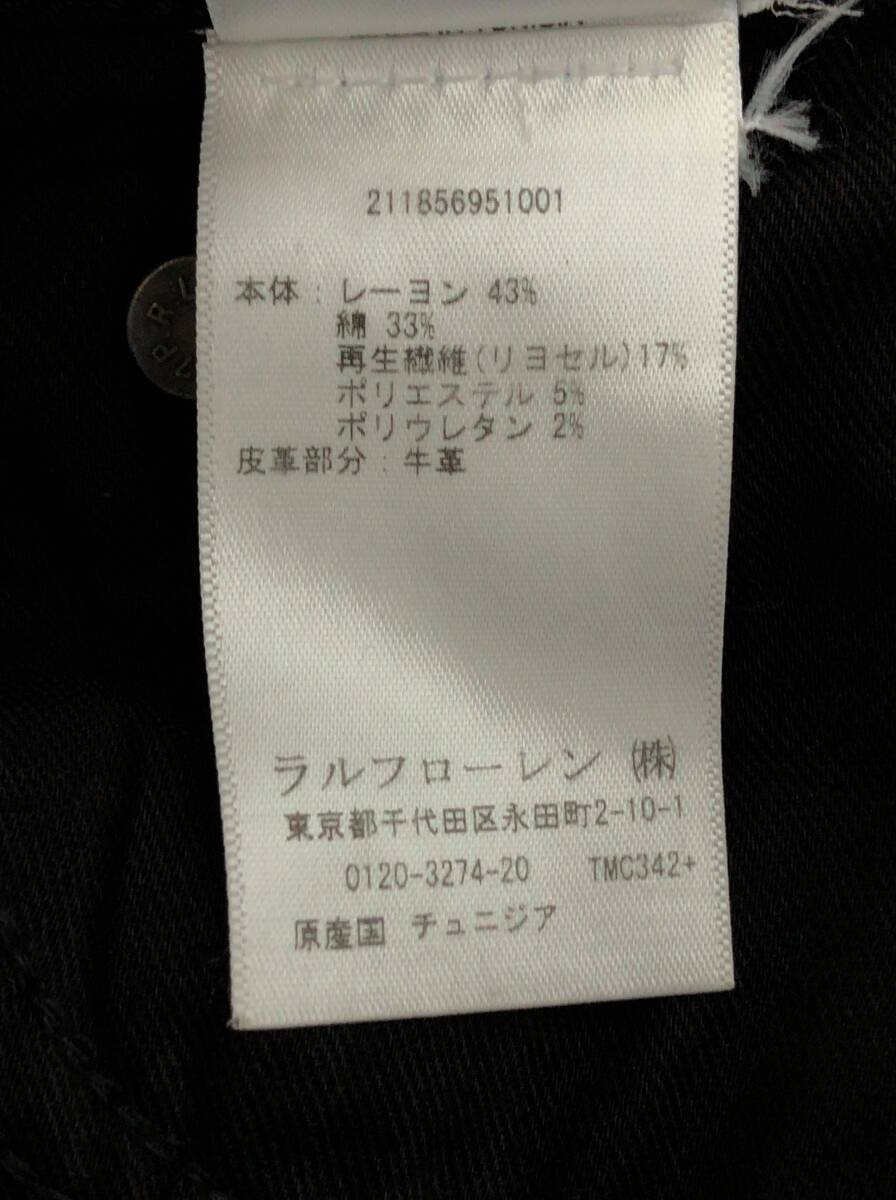 211856951001
本体 : レーヨン 43%
綿 33%
再生繊維(リヨセル)17%
ポリエステル 5%
ポリウレタン 2%
皮革部分 : 牛革
ラルフローレン ㈱
東京都千代田区永田町2-10-1
0120-3274-20 TMC342+
原産国 チュニジア